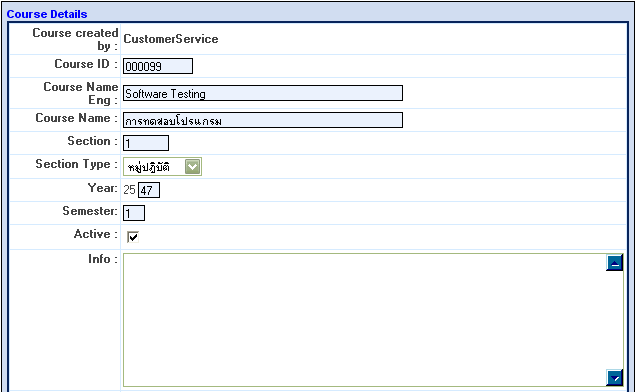 Course Details
Course created by : CustomerService
Course ID : 000099
Course Name Eng : Software Testing
Course Name : การทดสอบโปรแกรม
Section : 1
Section Type : หมู่ปฏิบัติ
Year: 25 47
Semester: 1
Active :
Info :